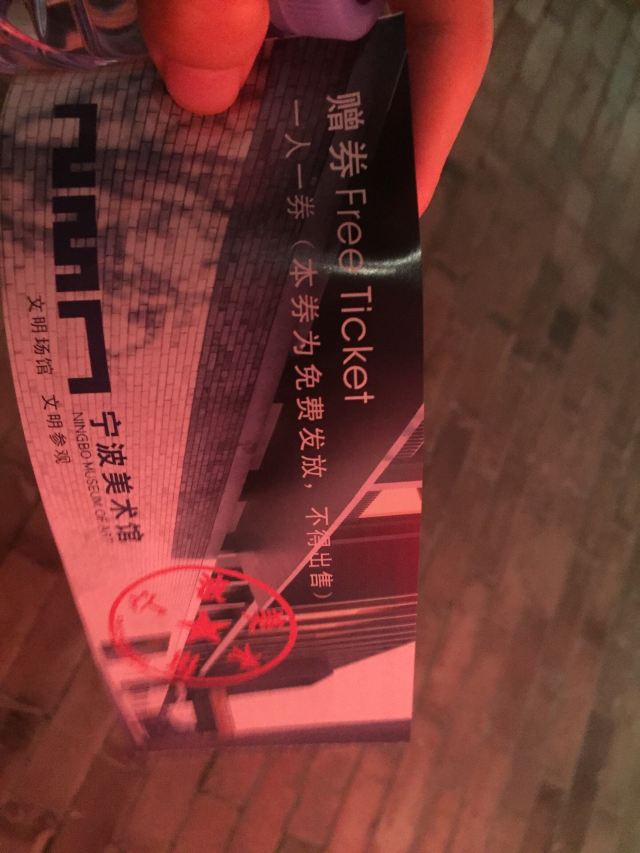 赠券 Free Ticket
一人一券（本券为免费发放，不得出售）
宁波美术馆
NINGBO MUSEUM OF ART
文明场馆 文明参观